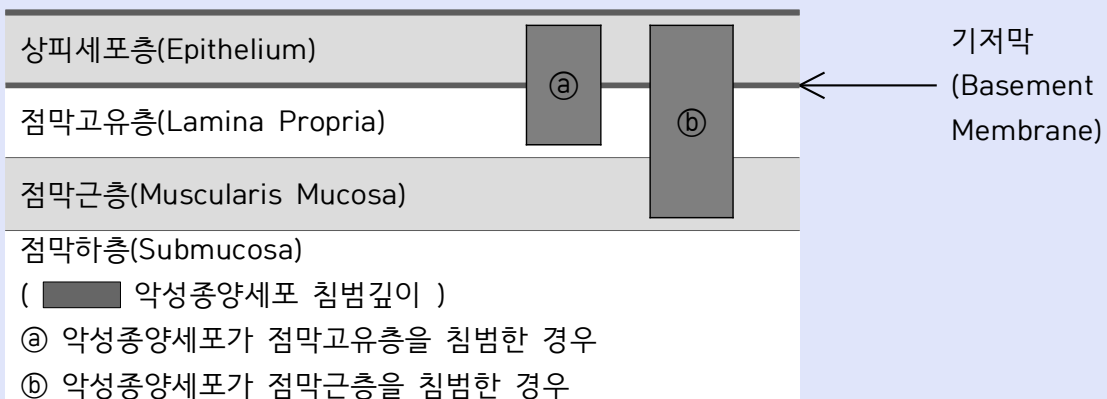 상피세포층(Epithelium)
ⓐ
기저막
(Basement
Membrane)
점막고유층(Lamina Propria)
ⓑ
점막근층(Muscularis Mucosa)
점막하층(Submucosa)
( 악성종양세포 침범깊이 )
ⓐ 악성종양세포가 점막고유층을 침범한 경우
ⓑ 악성종양세포가 점막근층을 침범한 경우